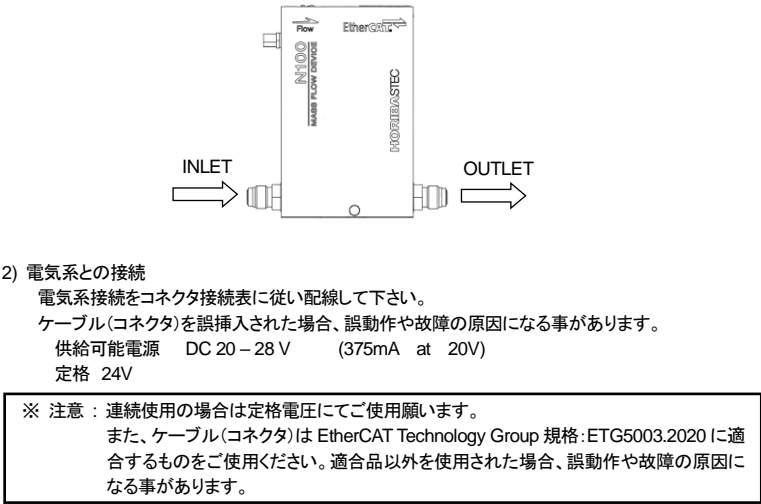 Flow
EtherCAT
N100
MASS FLOW DEVICE
HORIBASTEC
INLET
OUTLET
2) 電気系との接続
電気系接続をコネクタ接続表に従い配線して下さい。
ケーブル(コネクタ)を誤挿入された場合、誤動作や故障の原因になる事があります。
供給可能電源 DC 20 – 28 V (375mA at 20V)
定格 24V
※ 注意 : 連続使用の場合は定格電圧にてご使用願います。
また、ケーブル(コネクタ)は EtherCAT Technology Group 規格:ETG5003.2020 に適
合するものをご使用ください。適合品以外を使用された場合、誤動作や故障の原因に
なる事があります。